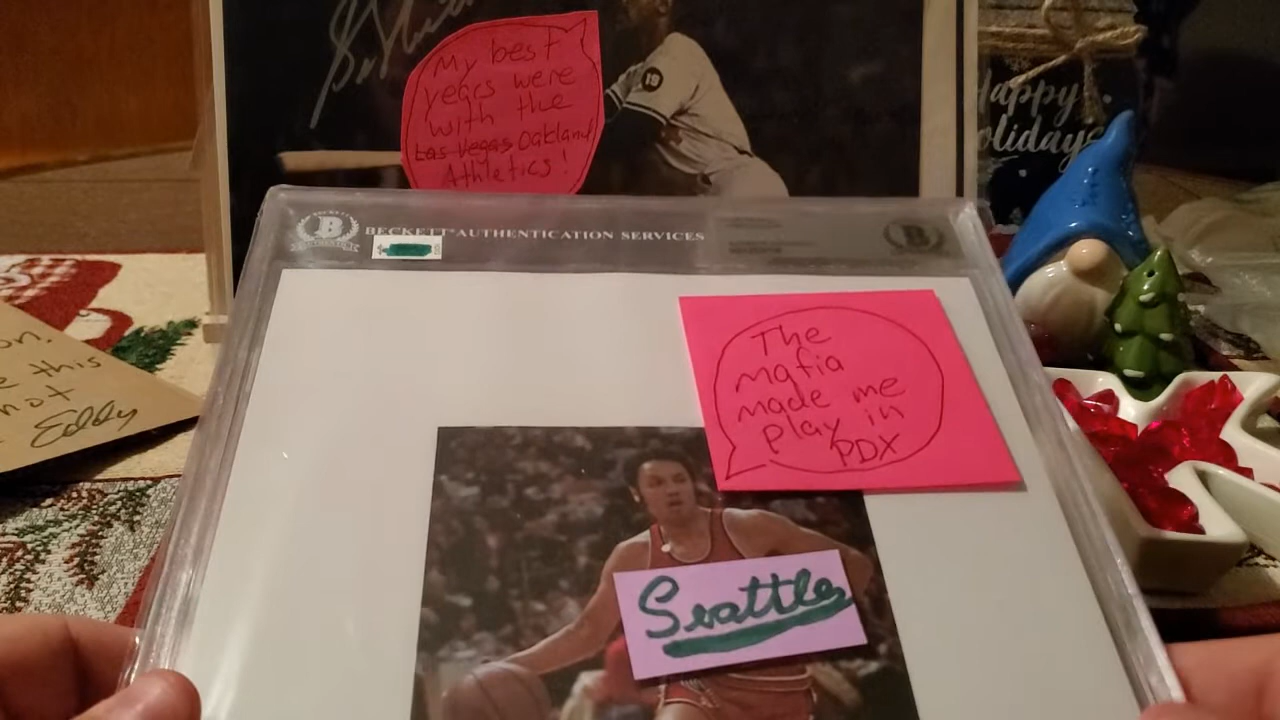 My best
years were
with the
Las Vegas Oakland
Athletics!
19
Happy
Holidays
BECKETT AUTHENTICATION SERVICES
B
The
mafia
made me
play in
PDX
on.
this
not
Eddy
Seattle